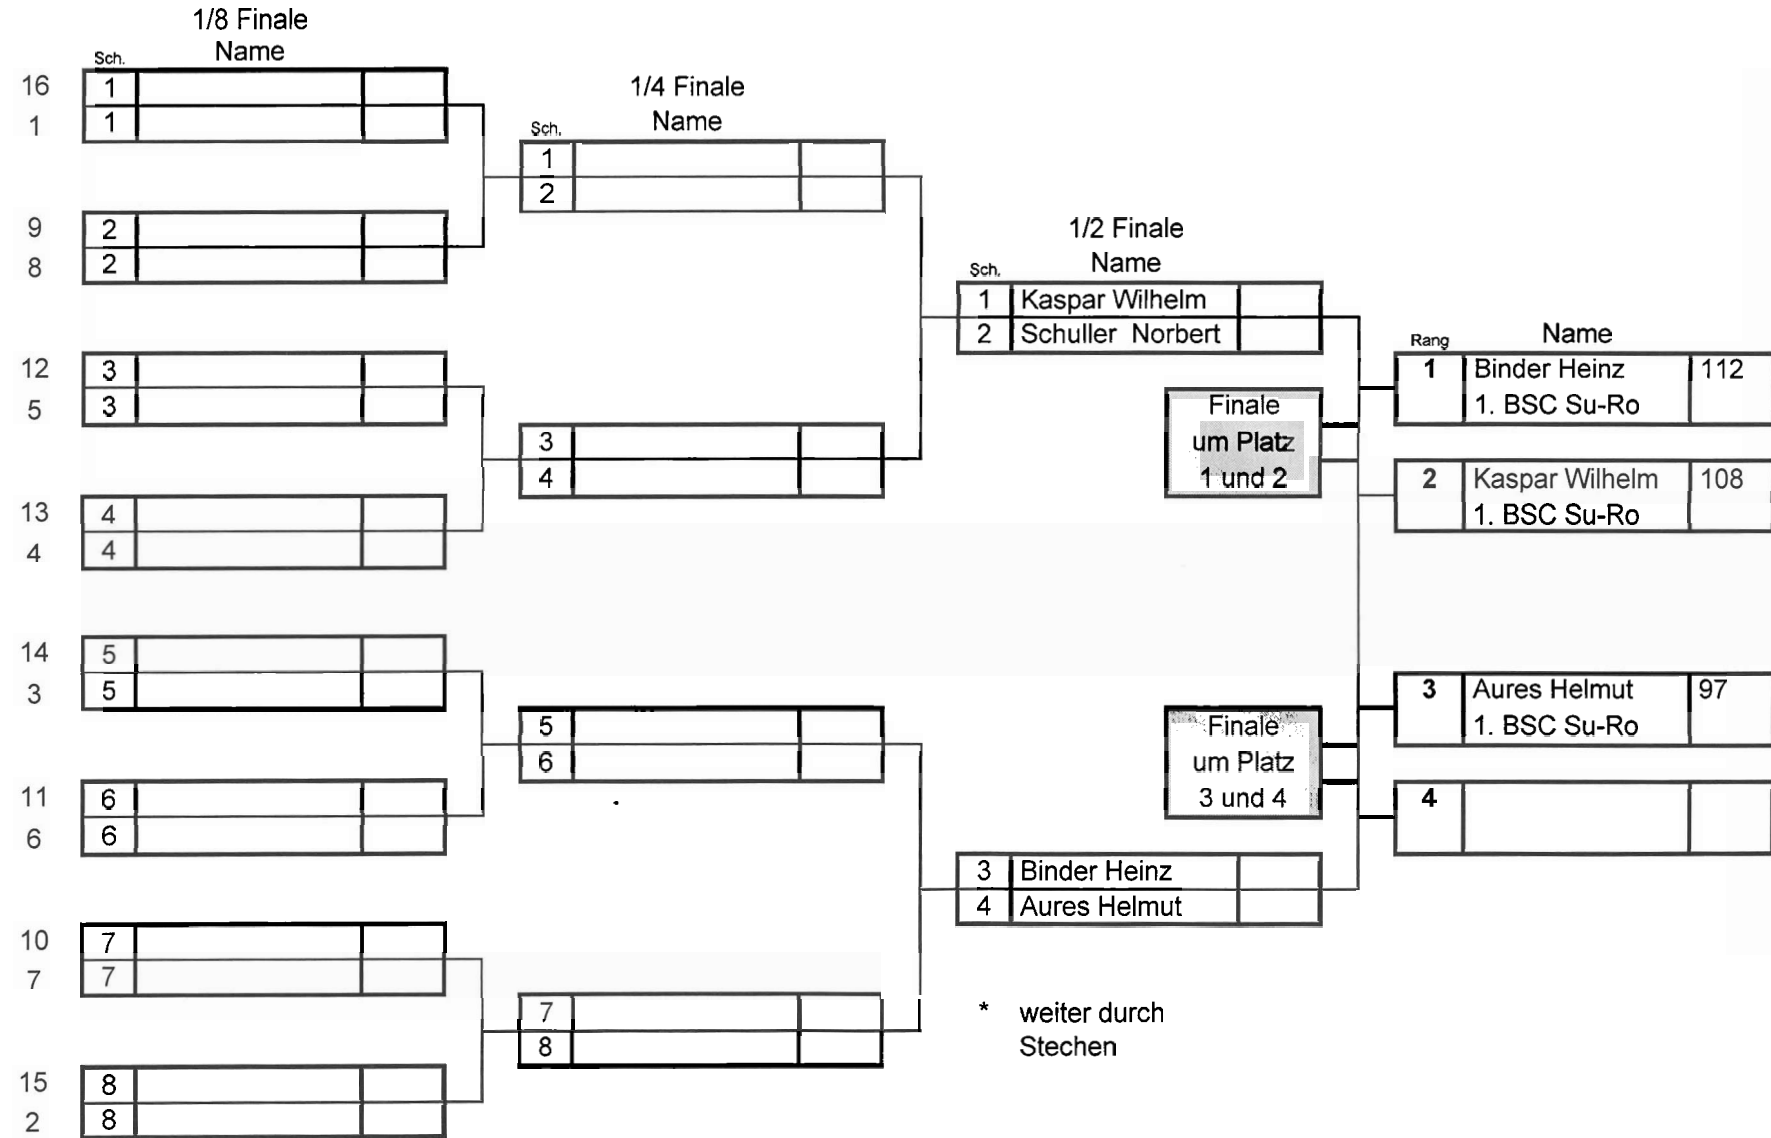 1/8 Finale
Name
Sch.
16 1
1 1
9 2
8 2
12 3
5 3
13 4
4 4
14 5
3 5
11 6
6 6
10 7
7 7
15 8
2 8
1/4 Finale
Name
Sch.
1
2
3
4
5
6
7
8
1/2 Finale
Name
Sch.
1 Kaspar Wilhelm
2 Schuller Norbert
Finale
um Platz
1 und 2
Finale
um Platz
3 und 4
3 Binder Heinz
4 Aures Helmut
* weiter durch
Stechen
Name
Rang
1 Binder Heinz 112
1. BSC Su-Ro
2 Kaspar Wilhelm 108
1. BSC Su-Ro
3 Aures Helmut 97
1. BSC Su-Ro
4